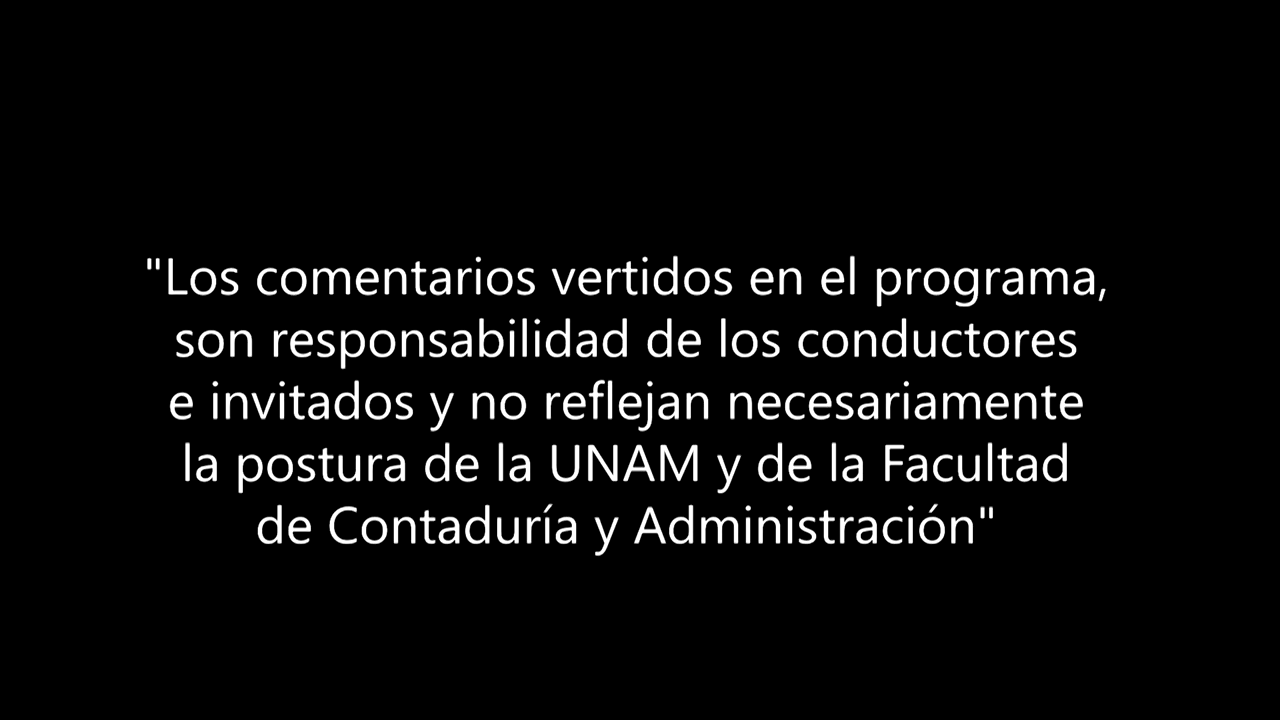 "Los comentarios vertidos en el programa,
son responsabilidad de los conductores
e invitados y no reflejan necesariamente
la postura de la UNAM y de la Facultad
de Contaduría y Administración"